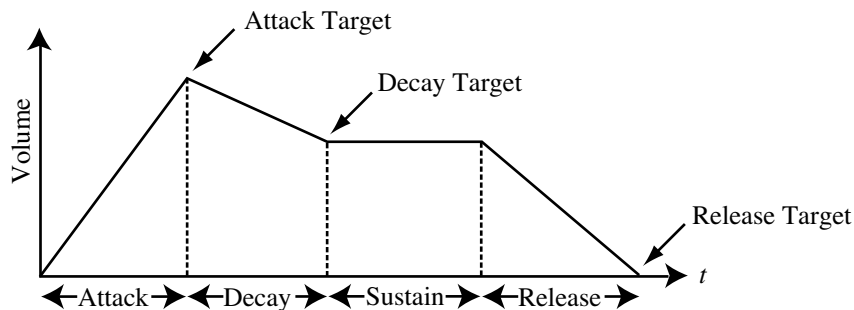 Attack Target
Decay Target
Volume
Release Target
t
Attack Decay Sustain Release